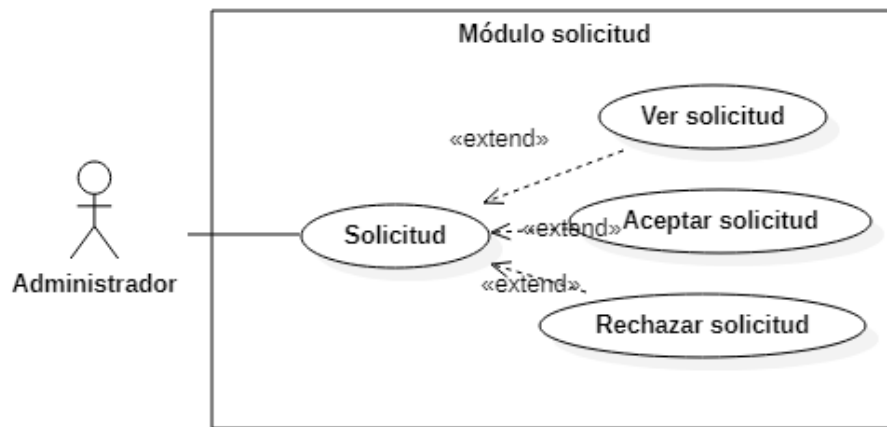 Módulo solicitud
Ver solicitud
«extend»
Aceptar solicitud
«extend»
Solicitud
Administrador
«extend»
Rechazar solicitud